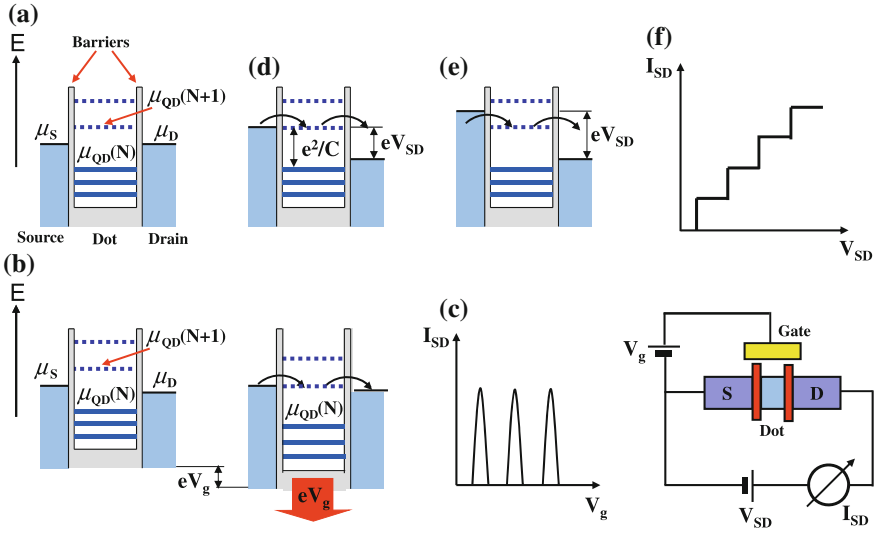 (a)
E
Barriers
μQD(N+1)
μS
μD
μQD(N)
Source
Dot
Drain
(d)
e²/C
eVSD
(e)
eVSD
(f)
ISD
VSD
(b)
E
μQD(N+1)
μS
μQD(N)
μD
eVg
μQD(N)
eVg
(c)
ISD
Vg
Gate
Vg
S
D
Dot
VSD
ISD